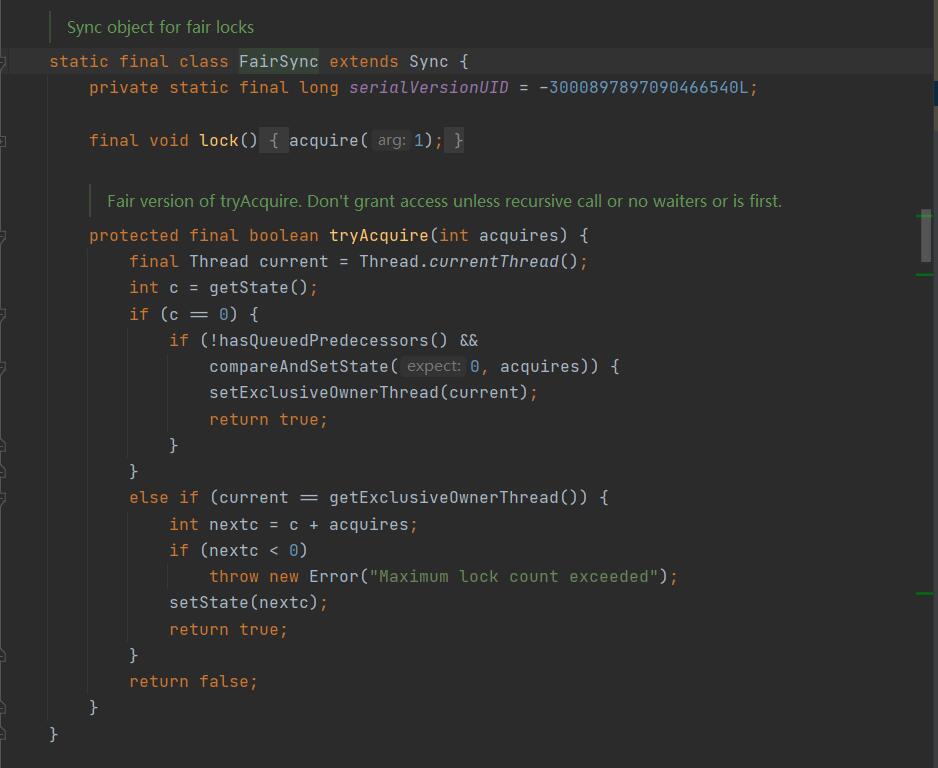 Sync object for fair locks
static final class FairSync extends Sync {
private static final long serialVersionUID = -3000897897090466540L;
final void lock() { acquire( arg: 1); }
Fair version of tryAcquire. Don't grant access unless recursive call or no waiters or is first.
protected final boolean tryAcquire(int acquires) {
final Thread current = Thread.currentThread();
int c = getState();
if (c == 0) {
if (!hasQueuedPredecessors() &&
compareAndSetState( expect: 0, acquires)) {
setExclusiveOwnerThread(current);
return true;
}
}
else if (current == getExclusiveOwnerThread()) {
int nextc = c + acquires;
if (nextc < 0)
throw new Error("Maximum lock count exceeded");
setState(nextc);
return true;
}
return false;
}
}